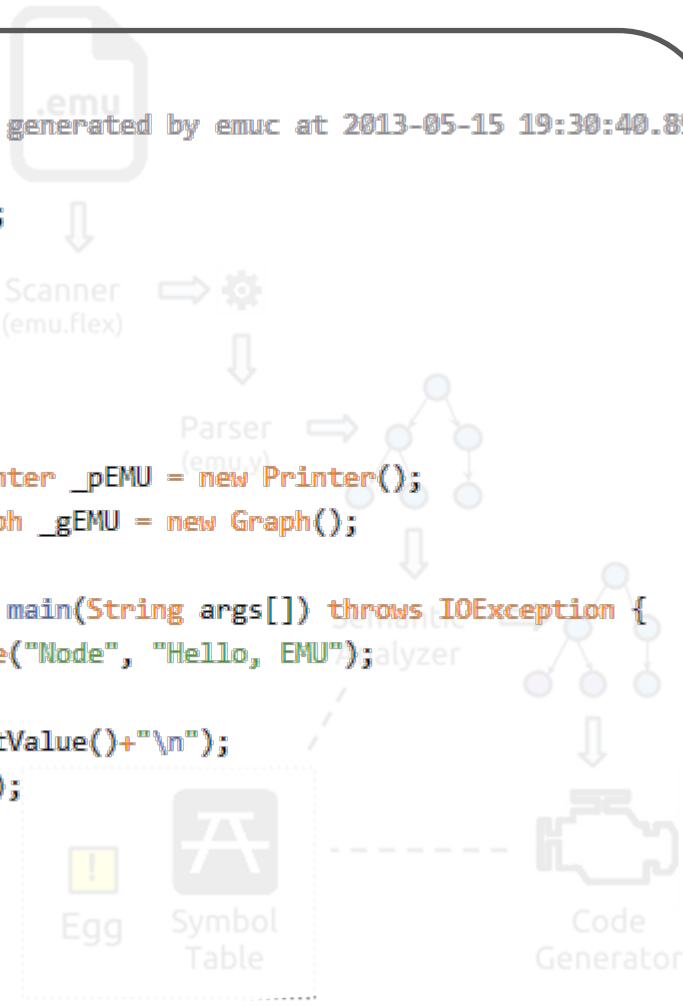 .emu
generated by emuc at 2013-05-15 19:30:40.8
;
Scanner
(emu.flex)
Parser
(emu.y)
nter _pEMU = new Printer();
ph _gEMU = new Graph();
main(String args[]) throws IOException {
e("Node", "Hello, EMU");
alyzer
tValue()+"\n");
);
!
Egg
Symbol
Table
Code
Generator